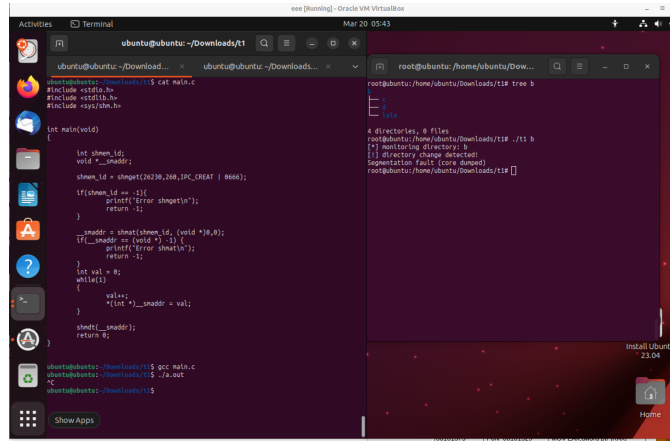 eee [Running] - Oracle VM VirtualBox
Activities
Terminal
Mar 20 05:43
ubuntu@ubuntu: ~/Downloads/t1
ubuntu@ubuntu: ~/Download... ×
ubuntu@ubuntu: ~/Downloads... ×
ubuntu@ubuntu:~/Downloads/t1$ cat main.c
#include <stdio.h>
#include <stdlib.h>
#include <sys/shm.h>
int main(void)
{
int shmem_id;
void *__smaddr;
shmem_id = shmget(26230,260,IPC_CREAT | 0666);
if(shmem_id == -1){
printf("Error shmget\n");
return -1;
}
__smaddr = shmat(shmem_id, (void *)0,0);
if(__smaddr == (void *) -1) {
printf("Error shmat\n");
return -1;
}
int val = 0;
while(1)
{
val++;
*(int *)__smaddr = val;
}
shmdt(__smaddr);
return 0;
}
ubuntu@ubuntu:~/Downloads/t1$ gcc main.c
ubuntu@ubuntu:~/Downloads/t1$ ./a.out
^C
ubuntu@ubuntu:~/Downloads/t1$
Show Apps
root@ubuntu: /home/ubuntu/Dow...
root@ubuntu:/home/ubuntu/Downloads/t1# tree b
b
├── c
├── d
└── lala
4 directories, 0 files
root@ubuntu:/home/ubuntu/Downloads/t1# ./t1 b
[*] monitoring directory: b
[!] directory change detected!
Segmentation fault (core dumped)
root@ubuntu:/home/ubuntu/Downloads/t1#
Install Ubunt
23.04
Home